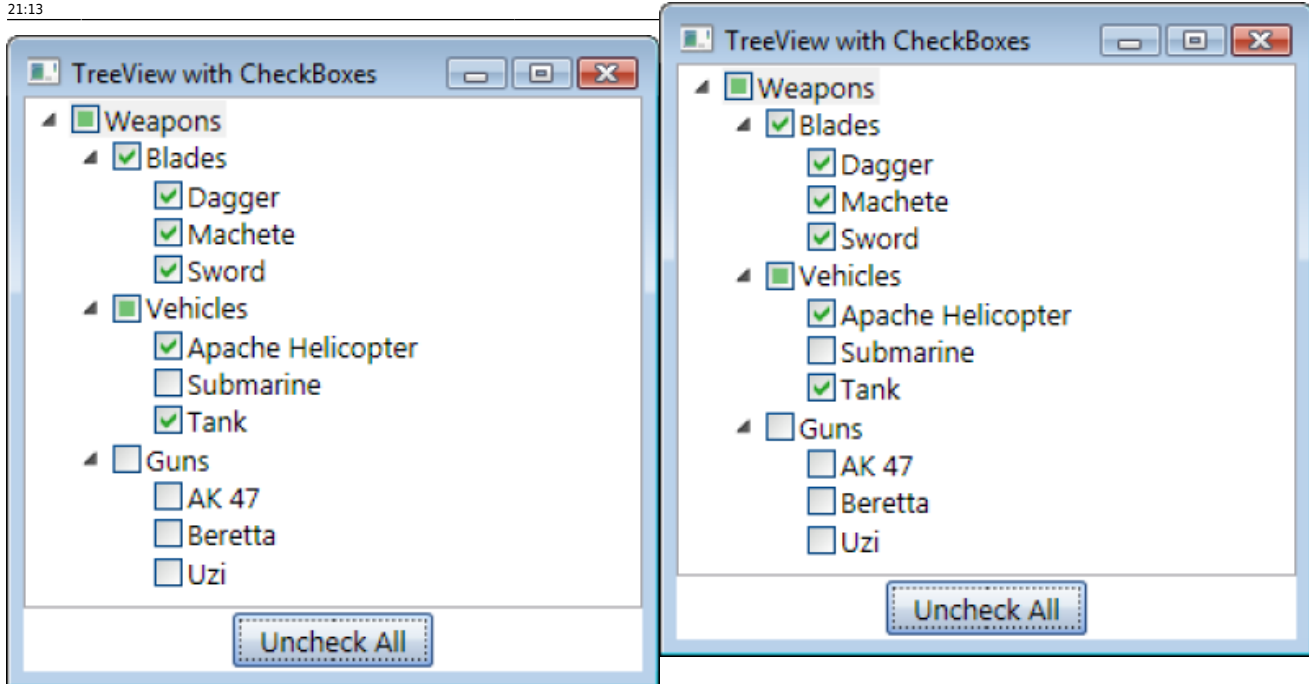 21:13
TreeView with CheckBoxes
Weapons
Blades
Dagger
Machete
Sword
Vehicles
Apache Helicopter
Submarine
Tank
Guns
AK 47
Beretta
Uzi
Uncheck All
TreeView with CheckBoxes
Weapons
Blades
Dagger
Machete
Sword
Vehicles
Apache Helicopter
Submarine
Tank
Guns
AK 47
Beretta
Uzi
Uncheck All